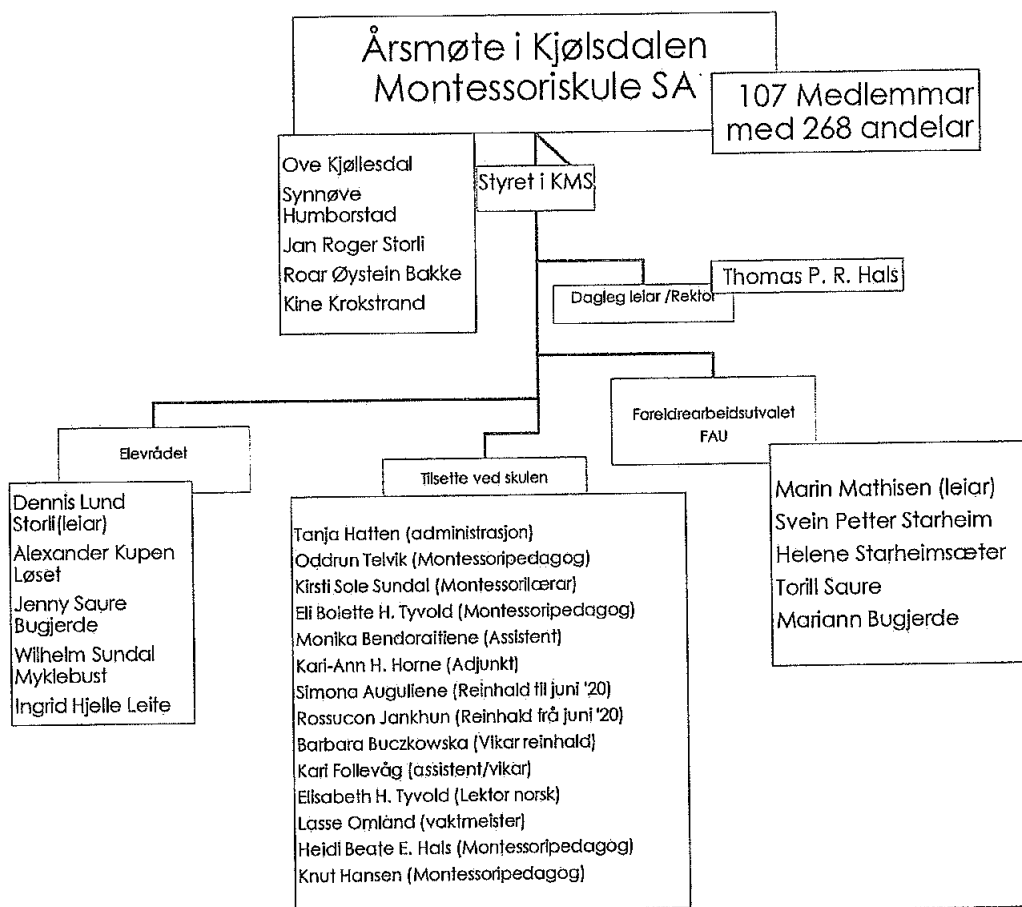 Årsmøte i Kjølsdalen
Montessoriskule SA
107 Medlemmar
med 268 andelar
Ove Kjøllesdal
Synnøve
Humborstad
Jan Roger Storli
Roar Øystein Bakke
Kine Krokstrand
Styret i KMS
Thomas P. R. Hals
Dagleg leiar /Rektor
Foreldrearbeidsutvalet
FAU
Elevrådet
Tilsette ved skulen
Dennis Lund
Storli(leiar)
Alexander Kupen
Løset
Jenny Saure
Bugjerde
Wilhelm Sundal
Myklebust
Ingrid Hjelle Leite
Tanja Hatten (administrasjon)
Oddrun Telvik (Montessoripedagog)
Kirsti Sole Sundal (Montessorilærar)
Eli Bolette H. Tyvold (Montessoripedagog)
Monika Bendoraitiene (Assistent)
Kari-Ann H. Horne (Adjunkt)
Simona Auguliene (Reinhald til juni '20)
Rossucon Jankhun (Reinhald frå juni '20)
Barbara Buczkowska (Vikar reinhald)
Kari Follevåg (assistent/vikar)
Elisabeth H. Tyvold (Lektor norsk)
Lasse Omland (vaktmeister)
Heidi Beate E. Hals (Montessoripedagog)
Knut Hansen (Montessoripedagog)
Marin Mathisen (leiar)
Svein Petter Starheim
Helene Starheimsæter
Torill Saure
Mariann Bugjerde